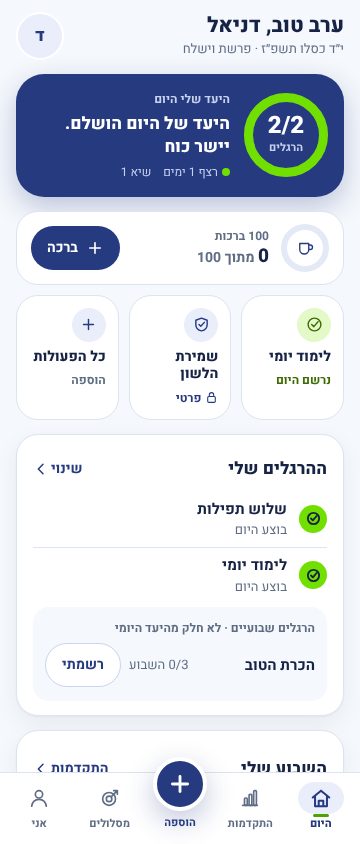 ערב טוב, דניאל
ד
י״ד כסלו תשפ״ז · פרשת וישלח
היעד שלי היום
2/2
הרגלים
היעד של היום הושלם.
יישר כוח
רצף 1 ימים שיא 1
100 ברכות
0 מתוך 100
ברכה
לימוד יומי
נרשם היום
שמירת
הלשון
פרטי
כל הפעולות
הוספה
ההרגלים שלי
שינוי
שלוש תפילות
בוצע היום
לימוד יומי
בוצע היום
הרגלים שבועיים · לא חלק מהיעד היומי
הכרת הטוב
0/3 השבוע
רשמתי
השבוע שלי
התקדמות
היום
התקדמות
הוספה
מסלולים
אני